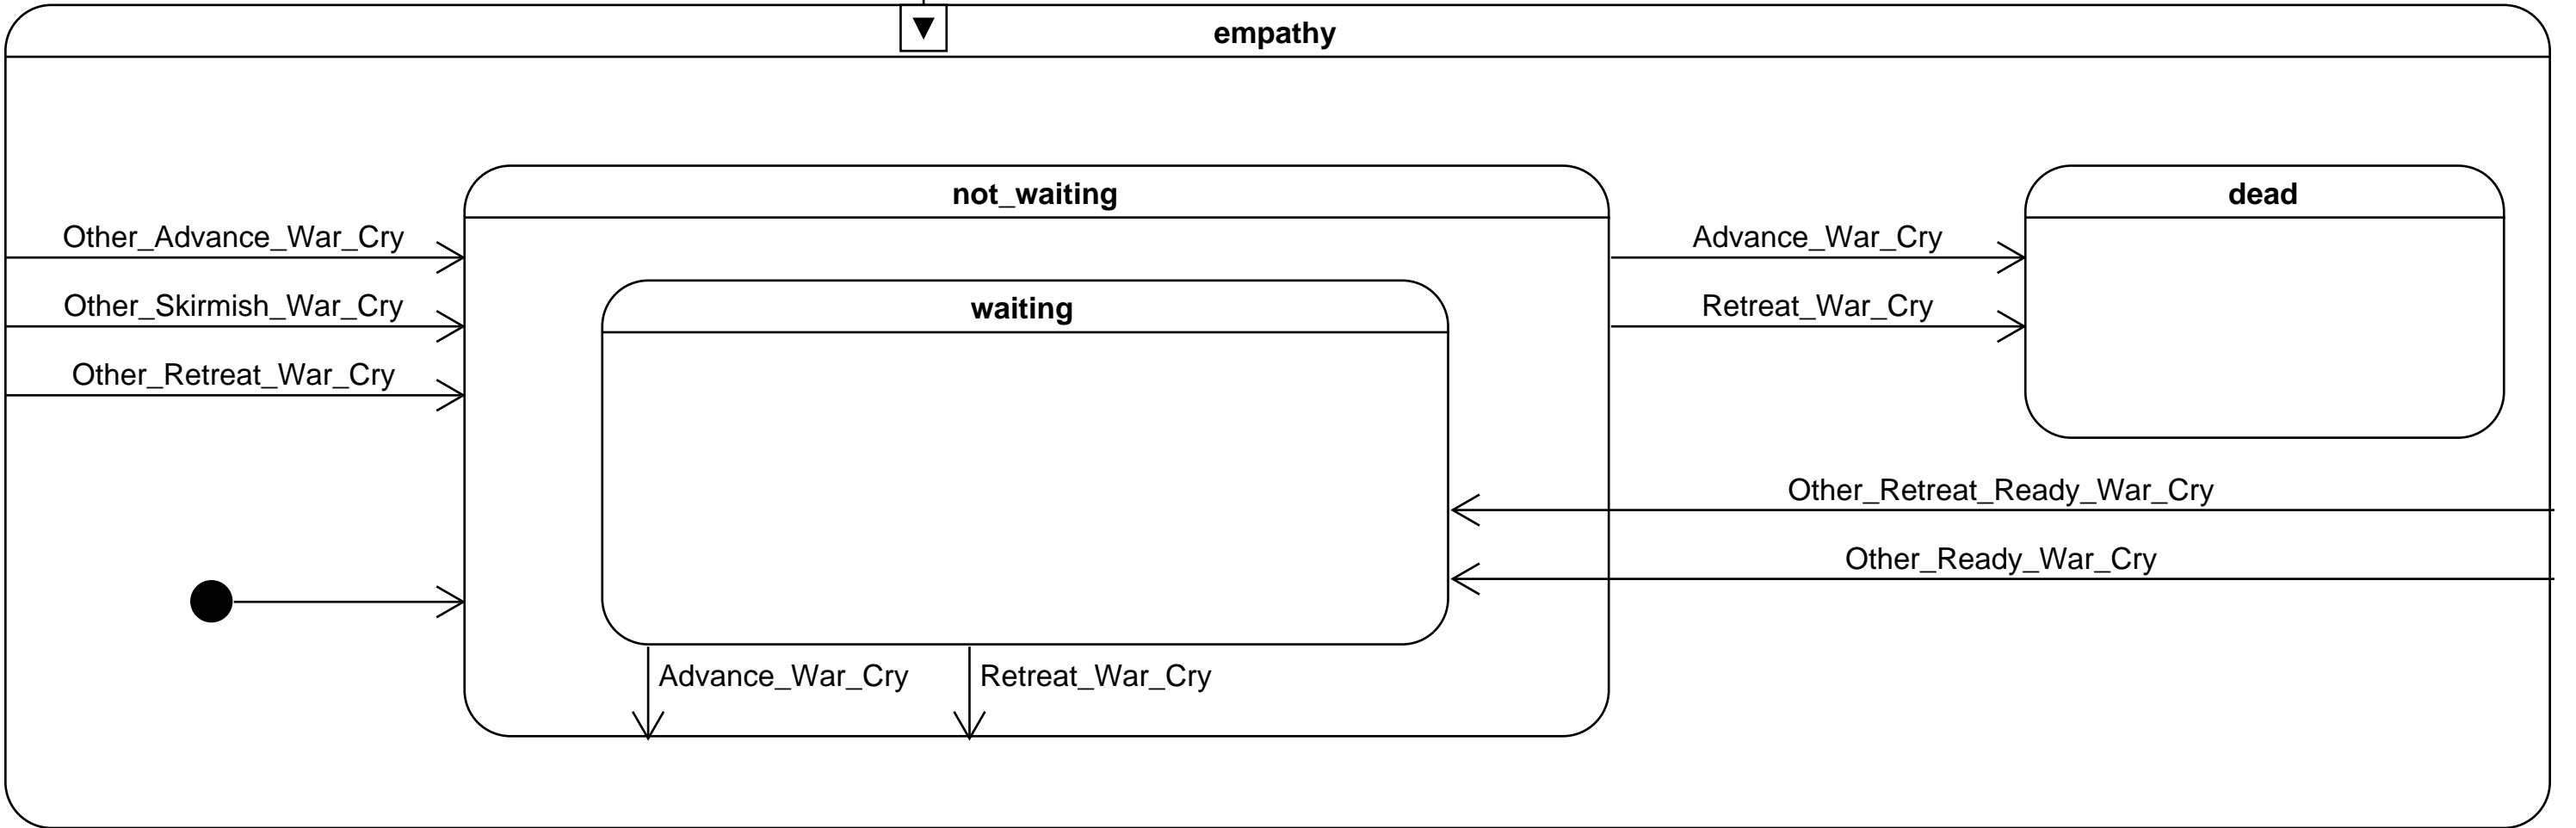 empathy
not_waiting
dead
Other_Advance_War_Cry
Advance_War_Cry
Other_Skirmish_War_Cry
waiting
Retreat_War_Cry
Other_Retreat_War_Cry
Other_Retreat_Ready_War_Cry
Other_Ready_War_Cry
Advance_War_Cry
Retreat_War_Cry